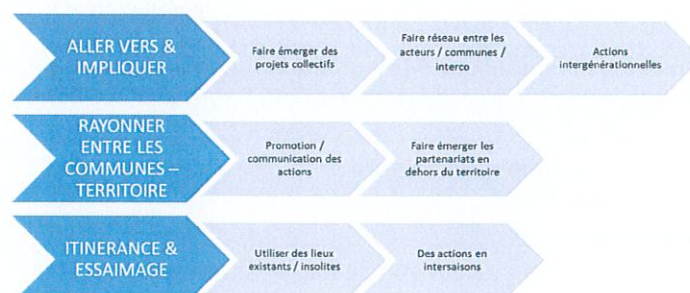 ALLER VERS &
IMPLIQUER
Faire émerger des
projets collectifs
Faire réseau entre les
acteurs / communes /
interco
Actions
intergénérationnelles
RAYONNER
ENTRE LES
COMMUNES –
TERRITOIRE
Promotion /
communication des
actions
Faire émerger les
partenariats en
dehors du territoire
ITINERANCE &
ESSAIMAGE
Utiliser des lieux
existants / insolites
Des actions en
intersaisons